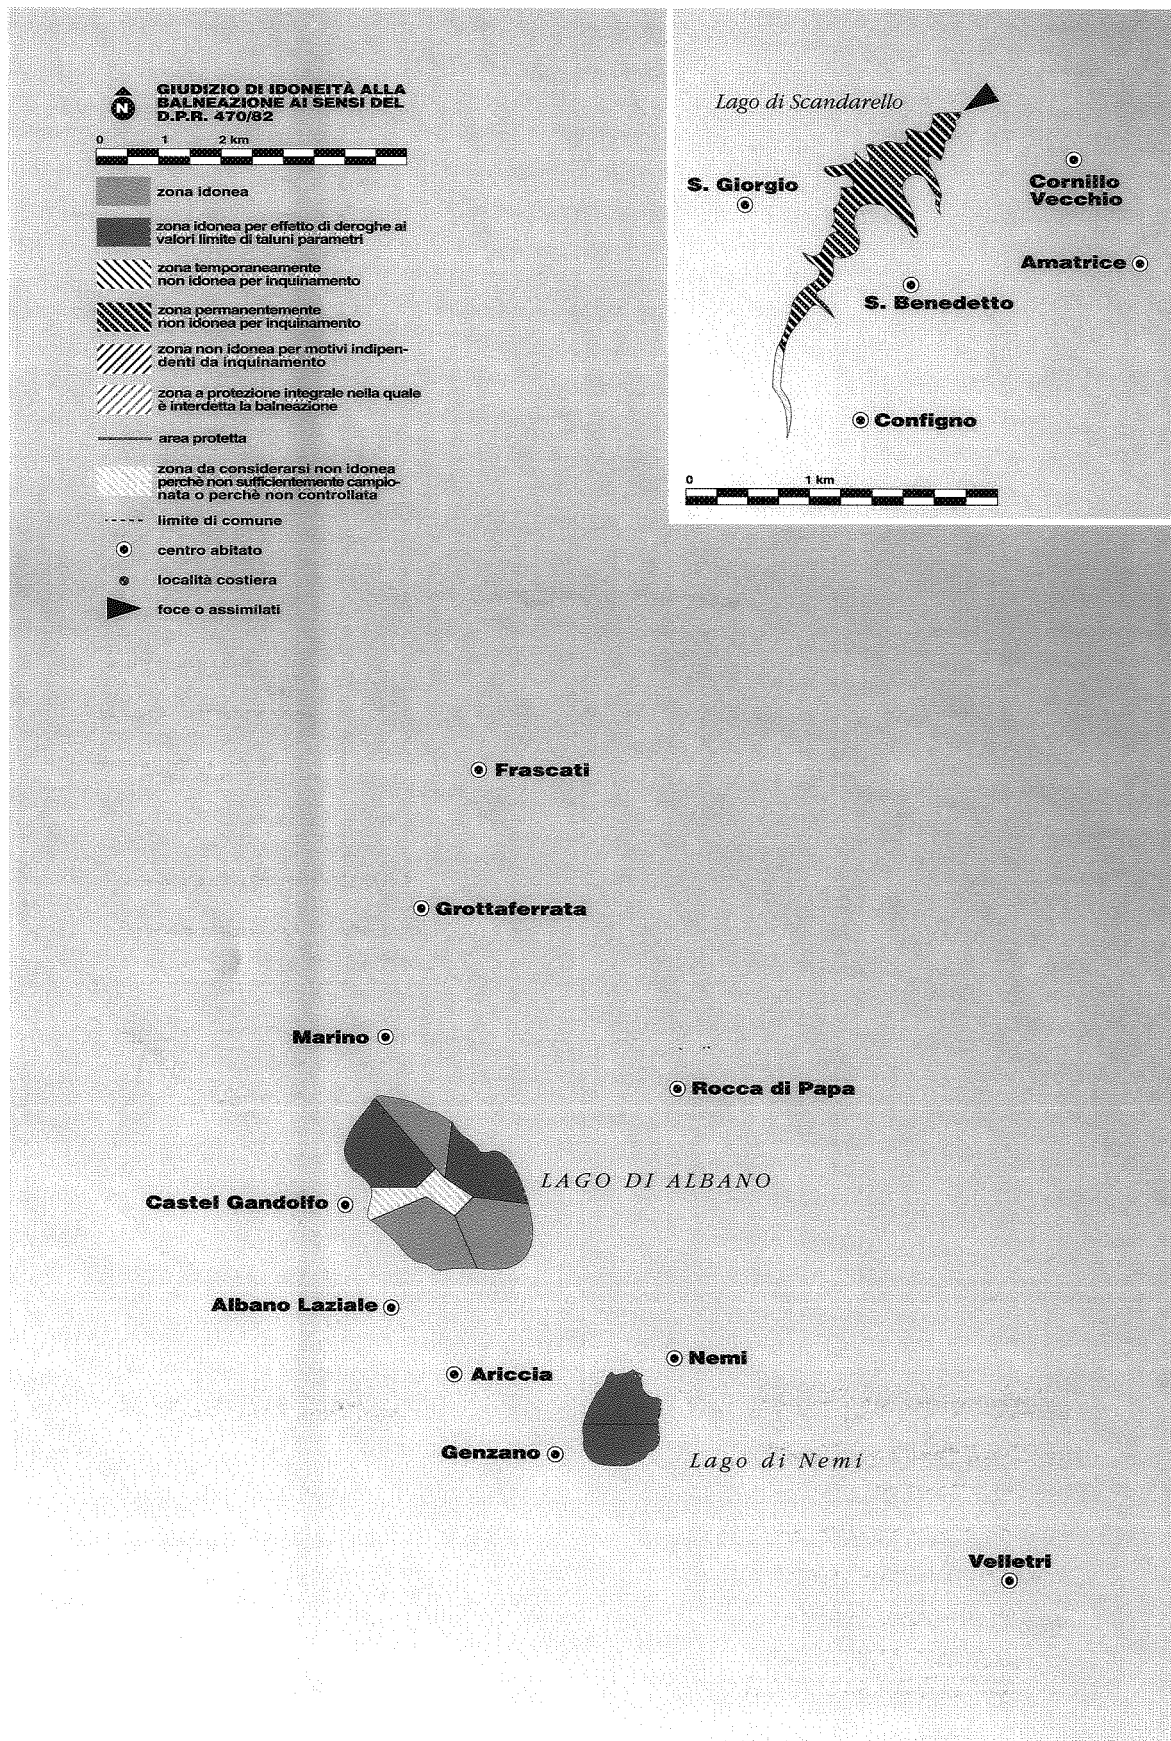 GIUDIZIO DI IDONEITÀ ALLA
BALNEAZIONE AI SENSI DEL
D.P.R. 470/82
N
0 1 2 km
zona idonea
zona idonea per effetto di deroghe ai
valori limite di taluni parametri
zona temporaneamente
non idonea per inquinamento
zona permanentemente
non idonea per inquinamento
zona non idonea per motivi indipen-
denti da inquinamento
zona a protezione integrale nella quale
è interdetta la balneazione
area protetta
zona da considerarsi non idonea
perchè non sufficientemente campio-
nata o perchè non controllata
limite di comune
centro abitato
località costiera
foce o assimilati
Lago di Scandarello
S. Giorgio
Cornillo
Vecchio
Amatrice
S. Benedetto
Configno
0 1 km
Frascati
Grottaferrata
Marino
Rocca di Papa
LAGO DI ALBANO
Castel Gandolfo
Albano Laziale
Nemi
Ariccia
Genzano
Lago di Nemi
Velletri